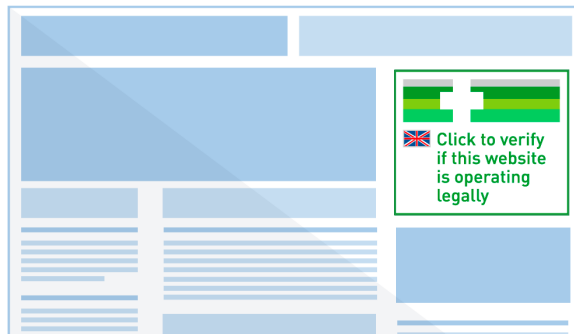 Click to verify
if this website
is operating
legally